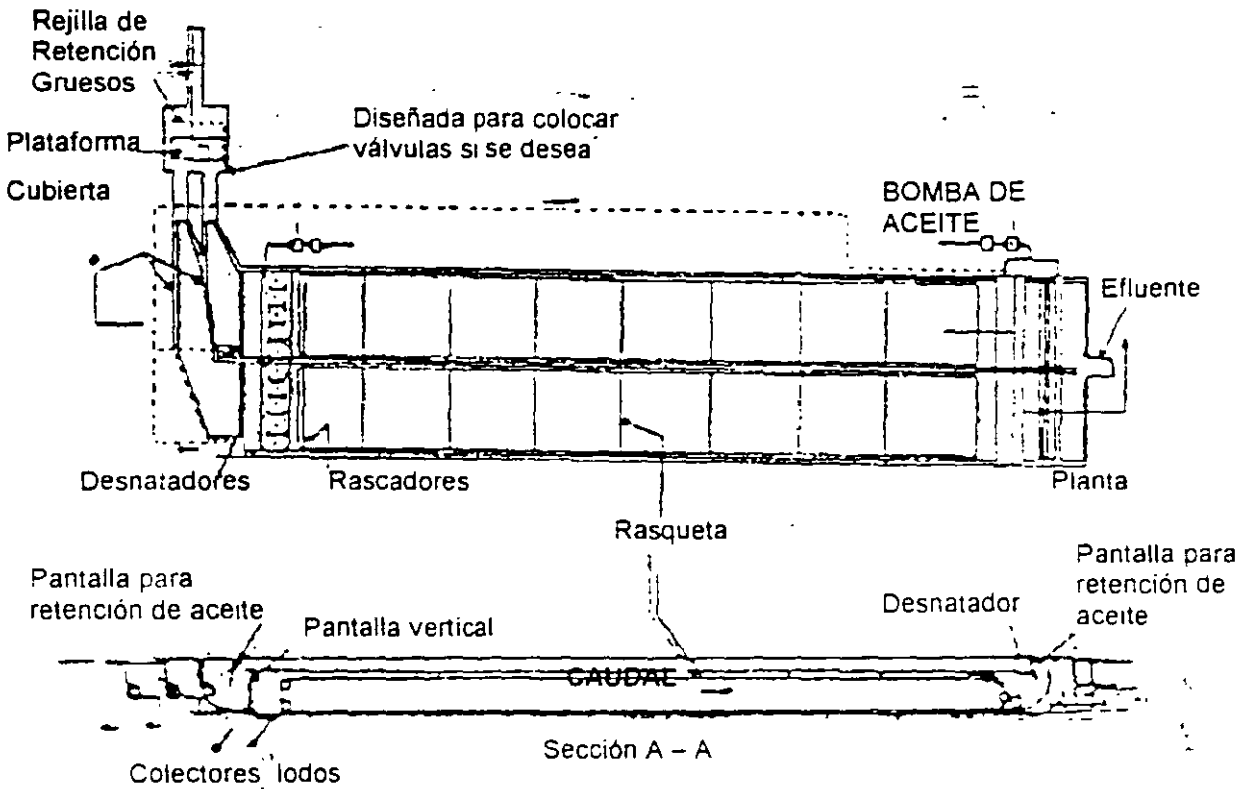 Rejilla de
Retención
Gruesos
Plataforma
Cubierta
Diseñada para colocar
válvulas si se desea
BOMBA DE
ACEITE
Efluente
Desnatadores
Rascadores
Planta
Rasqueta
Pantalla para
retención de aceite
Pantalla vertical
Desnatador
Pantalla para
retención de
aceite
CAUDAL
Colectores lodos
Sección A – A